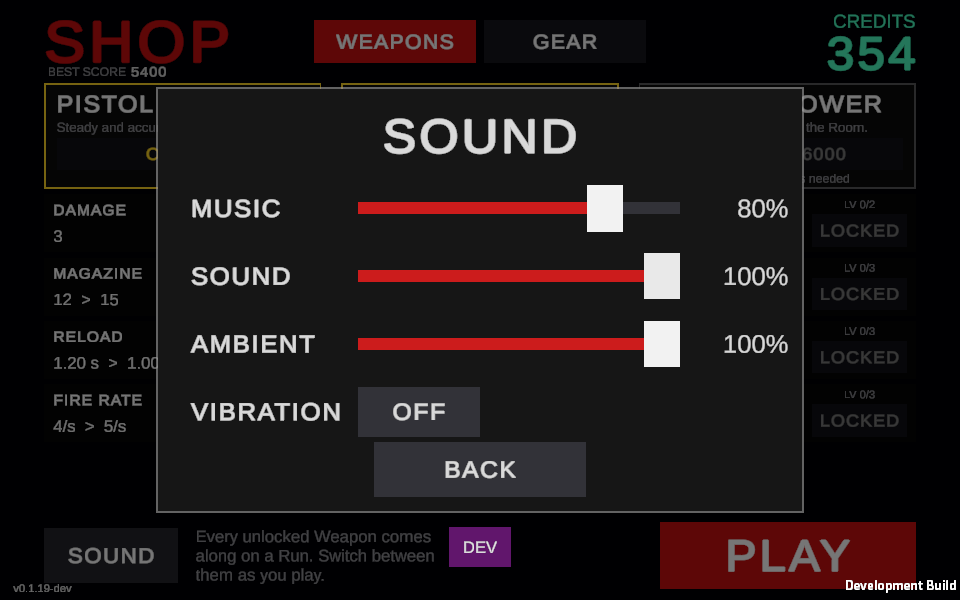 SHOP
WEAPONS
GEAR
CREDITS
354
BEST SCORE 5400
PISTOL
Steady and accu
OWER
the Room.
6000
needed
SOUND
MUSIC
80%
SOUND
100%
AMBIENT
100%
VIBRATION
OFF
BACK
DAMAGE
3
LV 0/2
LOCKED
MAGAZINE
12 > 15
LV 0/3
LOCKED
RELOAD
1.20 s > 1.00
LV 0/3
LOCKED
FIRE RATE
4/s > 5/s
LV 0/3
LOCKED
SOUND
Every unlocked Weapon comes
along on a Run. Switch between
them as you play.
DEV
PLAY
v0.1.19-dev
Development Build